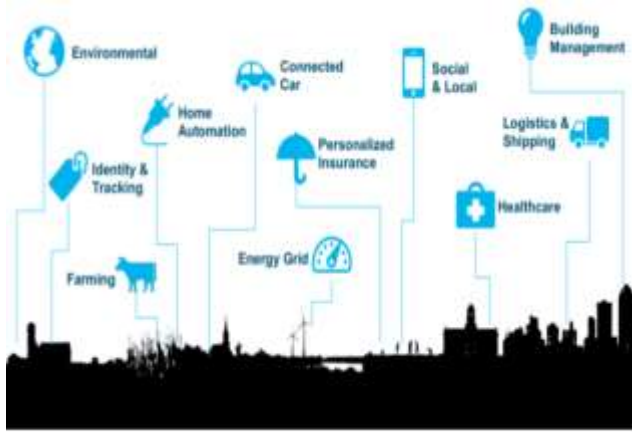 Environmental
Connected
Car
Social
& Local
Building
Management
Home
Automation
Identity &
Tracking
Personalized
Insurance
Logistics &
Shipping
Healthcare
Energy Grid
Farming